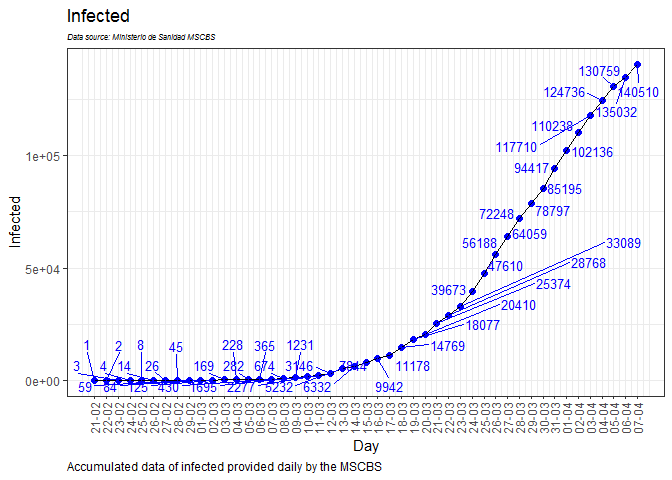 Infected
Data source: Ministerio de Sanidad MSCBS
130759
124736
140510
135032
110238
117710
102136
1e+05
94417
85195
72248
78797
64059
56188
33089
47610
28768
5e+04
39673
25374
20410
18077
1 2 8 45 228 365 1231 14769
3 4 14 26 169 282 674 3146 11178
0e+00
59 84 125 430 1695 2277 5232 6332 9942
Infected
21-02 22-02 23-02 24-02 25-02 26-02 27-02 28-02 29-02 01-03 02-03 03-03 04-03 05-03 06-03 07-03 08-03 09-03 10-03 11-03 12-03 13-03 14-03 15-03 16-03 17-03 18-03 19-03 20-03 21-03 22-03 23-03 24-03 25-03 26-03 27-03 28-03 29-03 30-03 31-03 01-04 02-04 03-04 04-04 05-04 06-04 07-04
Day
Accumulated data of infected provided daily by the MSCBS